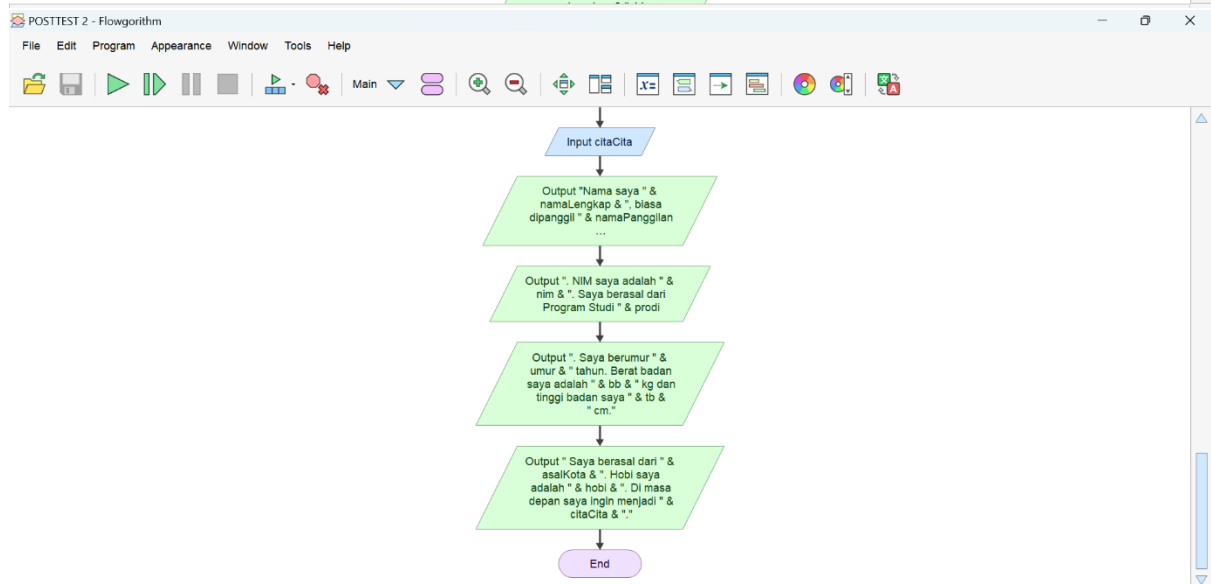 POSTTEST 2 - Flowgorithm
File Edit Program Appearance Window Tools Help
Main
Input citaCita
Output "Nama saya " &
namaLengkap & ", biasa
dipanggil " & namaPanggilan
...
Output ". NIM saya adalah " &
nim & ". Saya berasal dari
Program Studi " & prodi
Output ". Saya berumur " &
umur & " tahun. Berat badan
saya adalah " & bb & " kg dan
tinggi badan saya " & tb &
" cm."
Output " Saya berasal dari " &
asalKota & ". Hobi saya
adalah " & hobi & ". Di masa
depan saya ingin menjadi " &
citaCita & "."
End